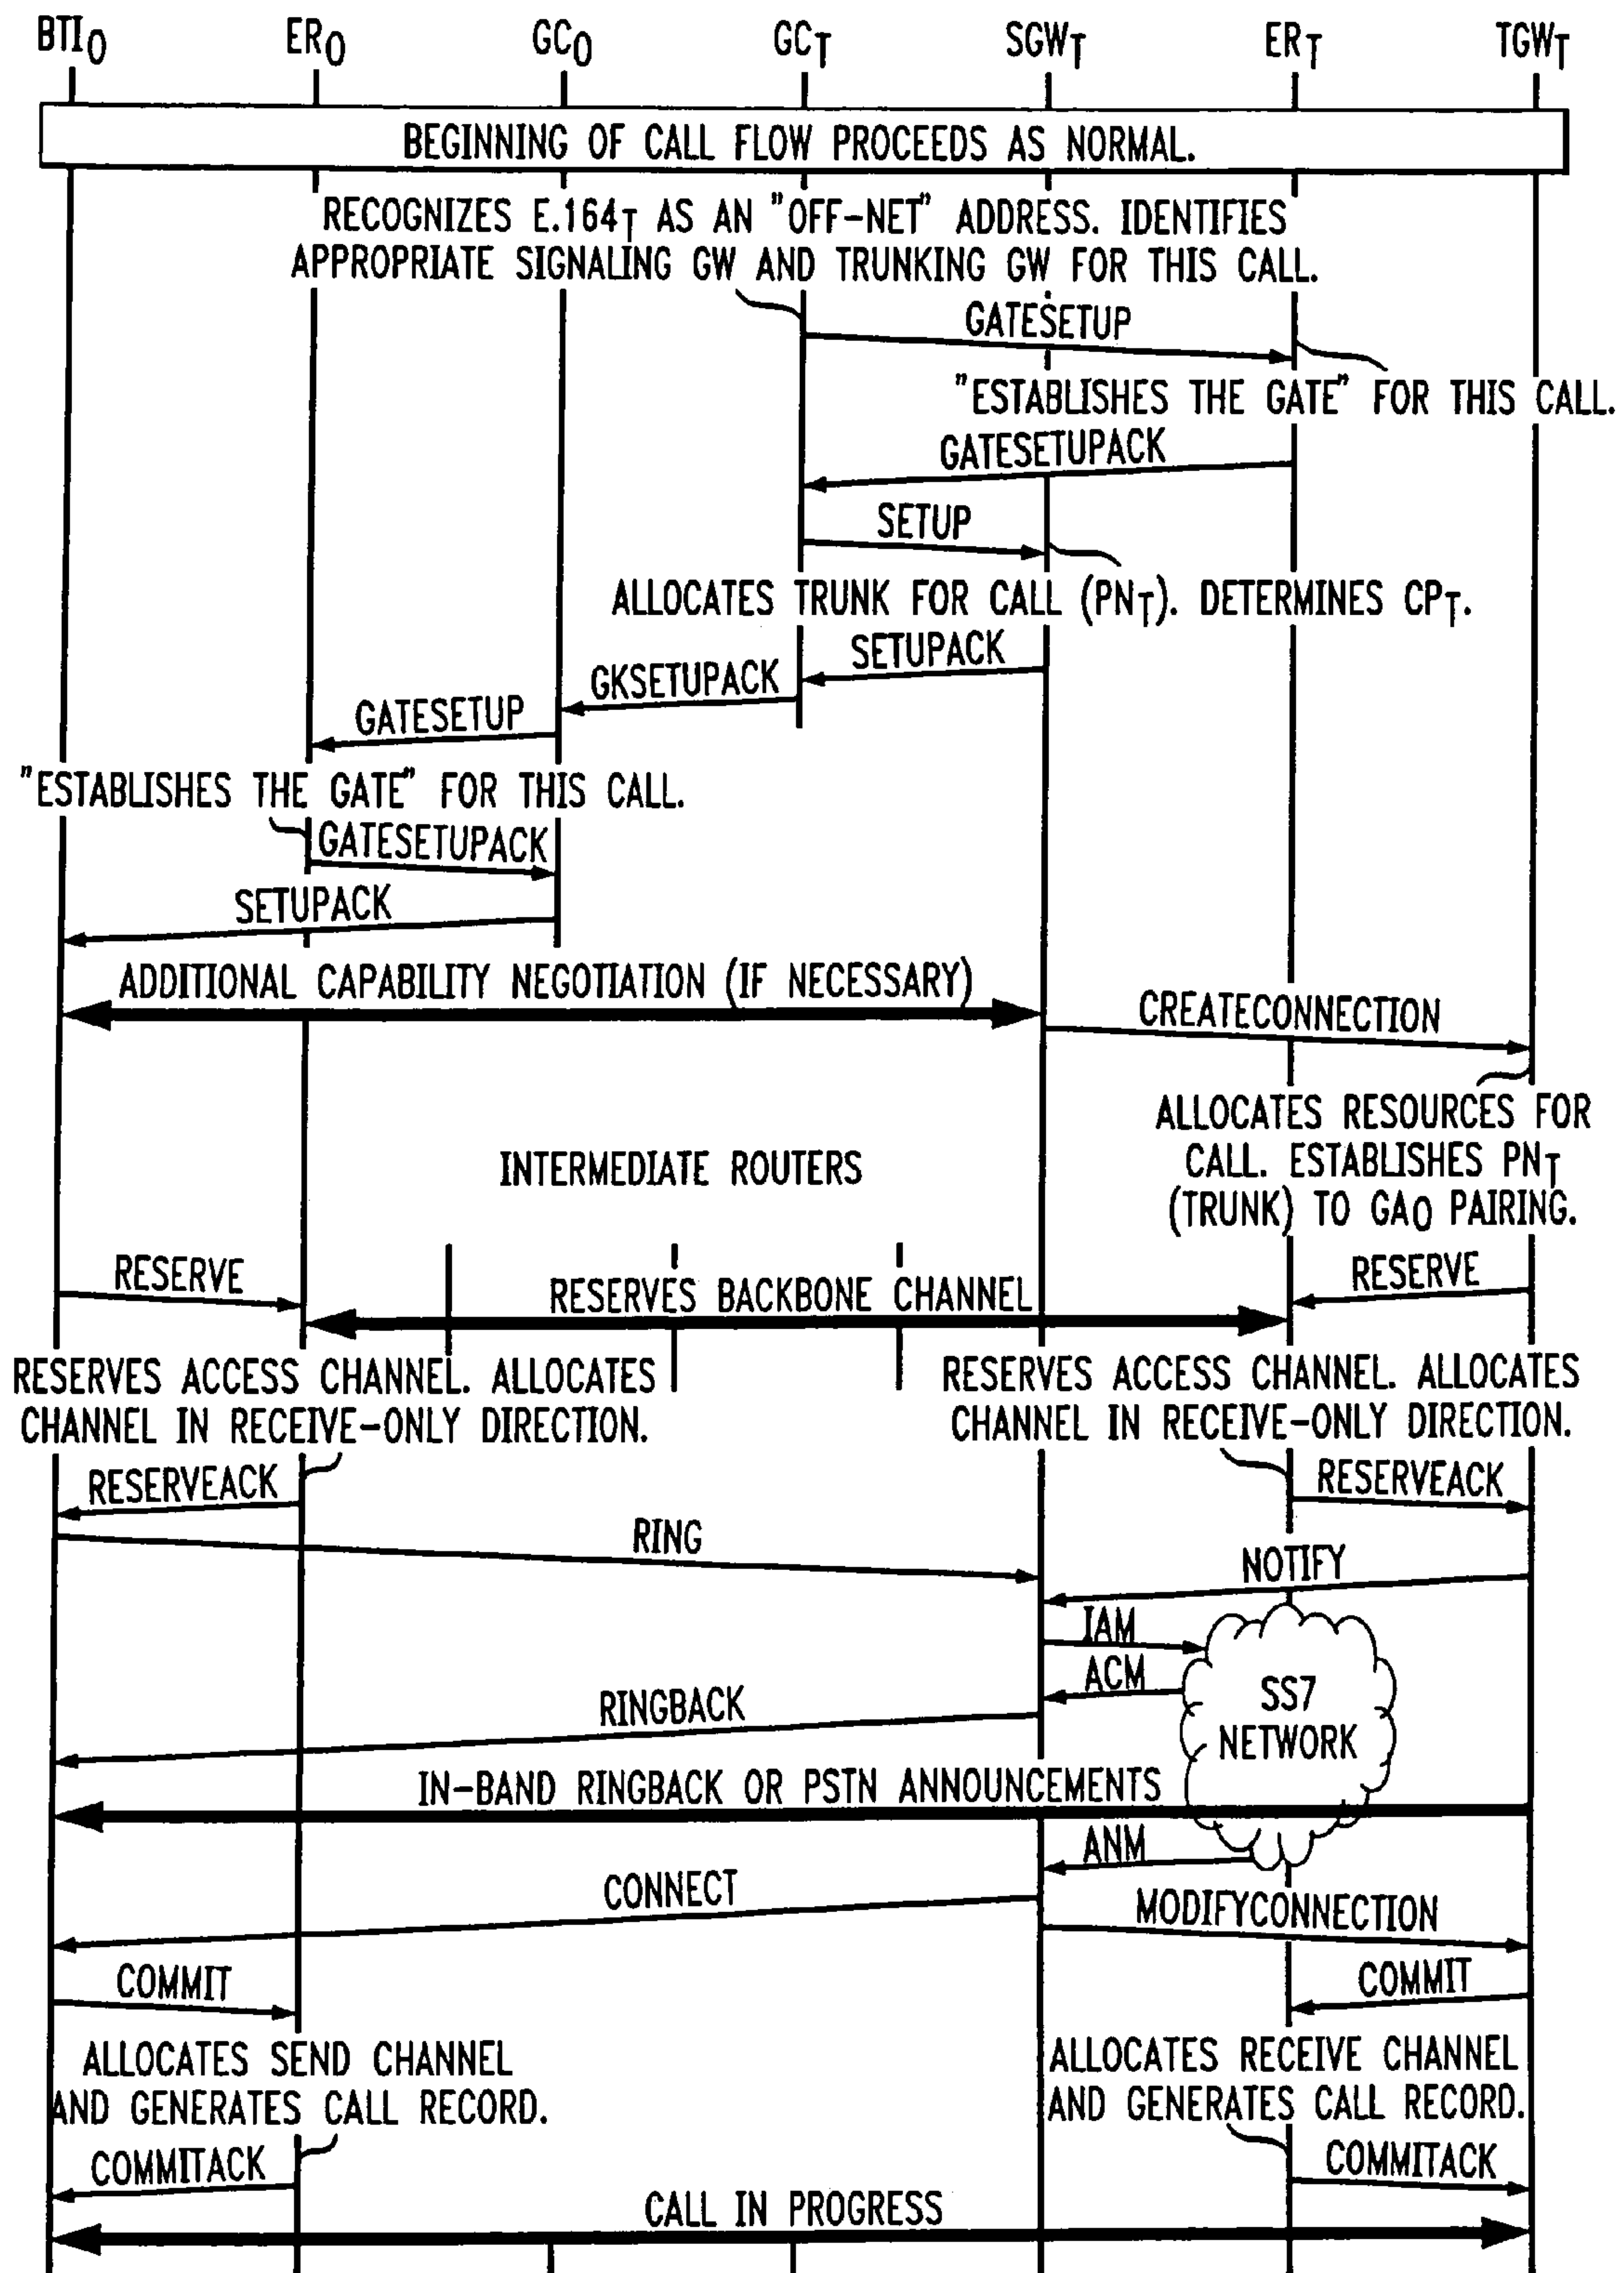 BTIO ERO GCO GCT SGWT ERT TGWT
BEGINNING OF CALL FLOW PROCEEDS AS NORMAL.
RECOGNIZES E.164T AS AN "OFF-NET" ADDRESS. IDENTIFIES
APPROPRIATE SIGNALING GW AND TRUNKING GW FOR THIS CALL.
GATESETUP
"ESTABLISHES THE GATE" FOR THIS CALL.
GATESETUPACK
SETUP
ALLOCATES TRUNK FOR CALL (PNT). DETERMINES CPT.
SETUPACK
GKSETUPACK
GATESETUP
"ESTABLISHES THE GATE" FOR THIS CALL.
GATESETUPACK
SETUPACK
ADDITIONAL CAPABILITY NEGOTIATION (IF NECESSARY)
CREATECONNECTION
ALLOCATES RESOURCES FOR
CALL. ESTABLISHES PNT
(TRUNK) TO GAO PAIRING.
INTERMEDIATE ROUTERS
RESERVE
RESERVES BACKBONE CHANNEL
RESERVE
RESERVES ACCESS CHANNEL. ALLOCATES
CHANNEL IN RECEIVE-ONLY DIRECTION.
RESERVES ACCESS CHANNEL. ALLOCATES
CHANNEL IN RECEIVE-ONLY DIRECTION.
RESERVEACK
RESERVEACK
RING
NOTIFY
IAM
ACM
SS7
NETWORK
RINGBACK
IN-BAND RINGBACK OR PSTN ANNOUNCEMENTS
ANM
CONNECT
MODIFYCONNECTION
COMMIT
COMMIT
ALLOCATES SEND CHANNEL
AND GENERATES CALL RECORD.
ALLOCATES RECEIVE CHANNEL
AND GENERATES CALL RECORD.
COMMITACK
COMMITACK
CALL IN PROGRESS